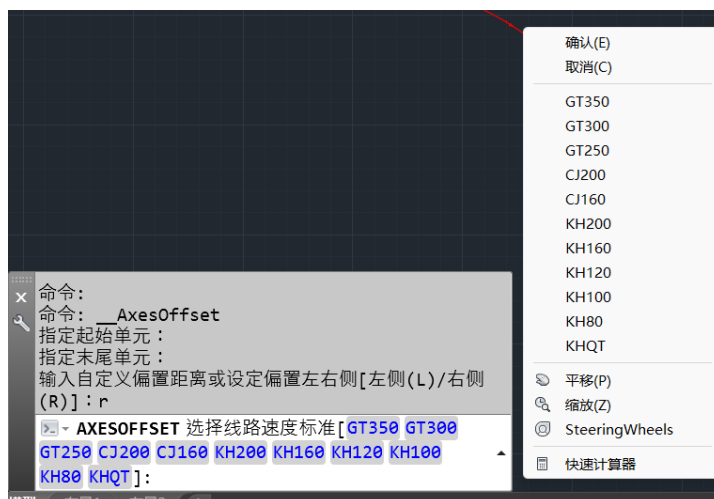 确认(E)
取消(C)
GT350
GT300
GT250
CJ200
CJ160
KH200
KH160
KH120
KH100
KH80
KHQT
平移(P)
缩放(Z)
SteeringWheels
快速计算器
命令:
命令: __AxesOffset
指定起始单元：
指定末尾单元：
输入自定义偏置距离或设定偏置左右侧[左侧(L)/右侧
(R)]：r
AXESOFFSET 选择线路速度标准[GT350 GT300
GT250 CJ200 CJ160 KH200 KH160 KH120 KH100
KH80 KHQT]: